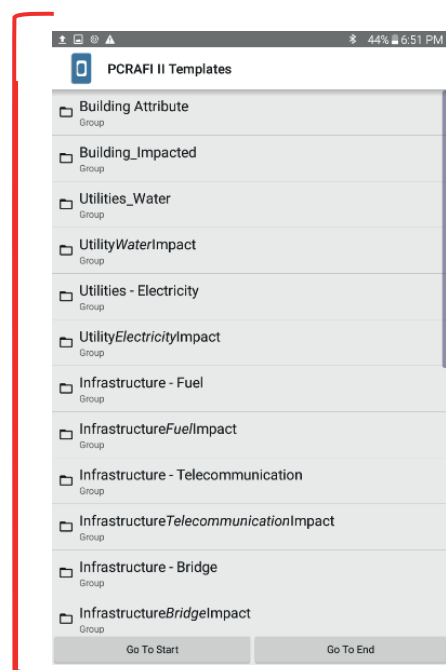 44% 6:51 PM
PCRAFI II Templates
Building Attribute
Group
Building_Impacted
Group
Utilities_Water
Group
UtilityWaterImpact
Group
Utilities - Electricity
Group
UtilityElectricityImpact
Group
Infrastructure - Fuel
Group
InfrastructureFuelImpact
Group
Infrastructure - Telecommunication
Group
InfrastructureTelecommunicationImpact
Group
Infrastructure - Bridge
Group
InfrastructureBridgeImpact
Group
Go To Start Go To End